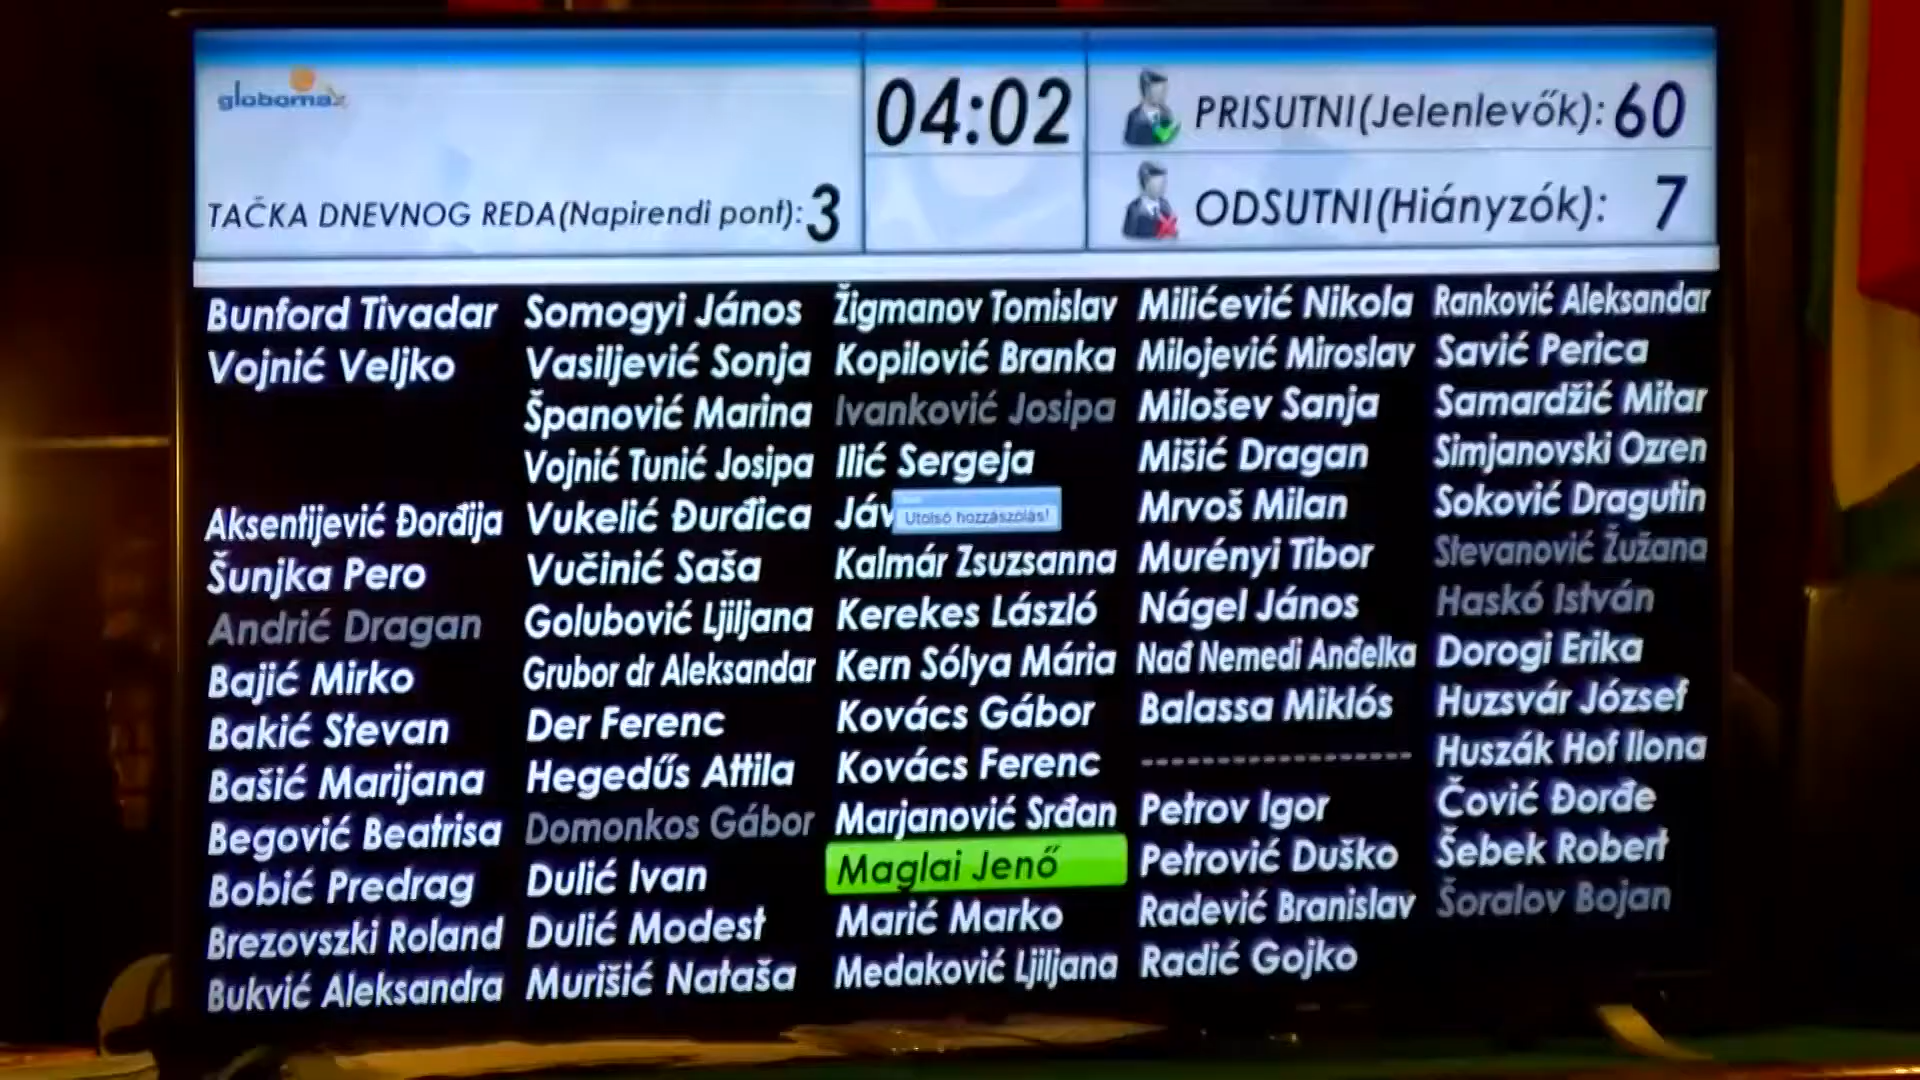 globomax
TAČKA DNEVNOG REDA(Napirendi pont): 3
04:02
PRISUTNI(Jelenlevők): 60
ODSUTNI(Hiányzók): 7
Bunford Tivadar
Vojnić Veljko
Aksentijević Đorđija
Šunjka Pero
Andrić Dragan
Bajić Mirko
Bakić Stevan
Bašić Marijana
Begović Beatrisa
Bobić Predrag
Brezovszki Roland
Bukvić Aleksandra
Somogyi János
Vasiljević Sonja
Španović Marina
Vojnić Tunić Josipa
Vukelić Đurđica
Vučinić Saša
Golubović Ljiljana
Grubor dr Aleksandar
Der Ferenc
Hegedűs Attila
Domonkos Gábor
Dulić Ivan
Dulić Modest
Murišić Nataša
Žigmanov Tomislav
Kopilović Branka
Ivanković Josipa
Ilić Sergeja
Jáv
Utolsó hozzászólás!
Kalmár Zsuzsanna
Kerekes László
Kern Sólya Mária
Kovács Gábor
Kovács Ferenc
Marjanović Srđan
Maglai Jenő
Marić Marko
Medaković Ljiljana
Milićević Nikola
Milojević Miroslav
Milošev Sanja
Mišić Dragan
Mrvoš Milan
Murényi Tibor
Nágel János
Nađ Nemedi Anđelka
Balassa Miklós
-------------------
Petrov Igor
Petrović Duško
Radević Branislav
Radić Gojko
Ranković Aleksandar
Savić Perica
Samardžić Mitar
Simjanovski Ozren
Soković Dragutin
Stevanović Žužana
Haskó István
Dorogi Erika
Huzsvár József
Huszák Hof Ilona
Čović Đorđe
Šebek Robert
Šoralov Bojan